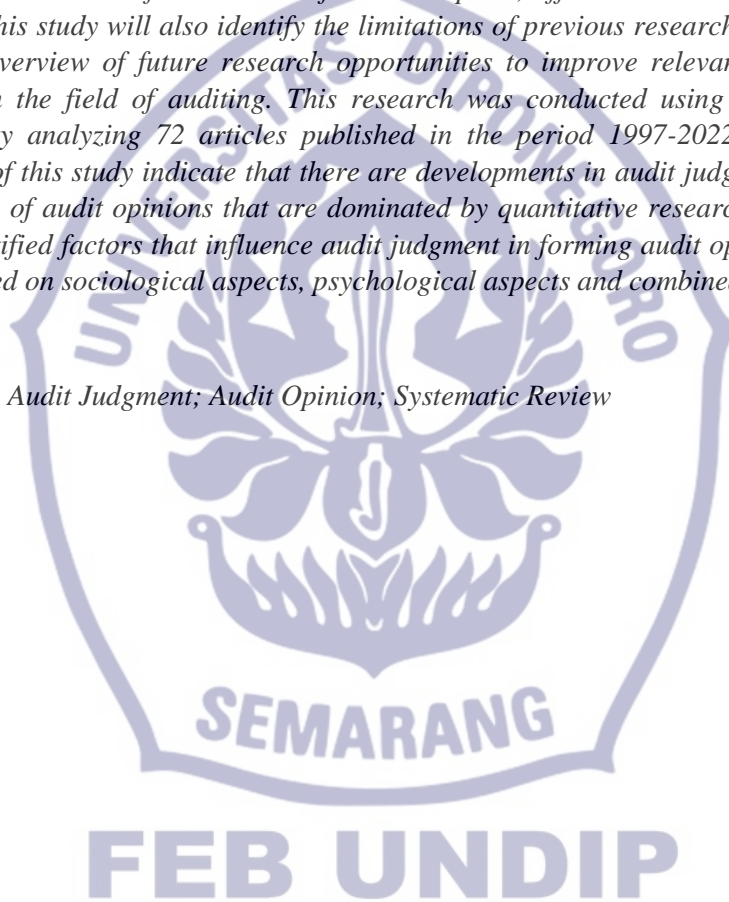 his study will also identify the limitations of previous research
verview of future research opportunities to improve relevan
n the field of auditing. This research was conducted using
y analyzing 72 articles published in the period 1997-2022
of this study indicate that there are developments in audit judg
of audit opinions that are dominated by quantitative researc
tified factors that influence audit judgment in forming audit op
ed on sociological aspects, psychological aspects and combined
Audit Judgment; Audit Opinion; Systematic Review
UNIVERSITAS DIPONEGORO
SEMARANG
FEB UNDIP